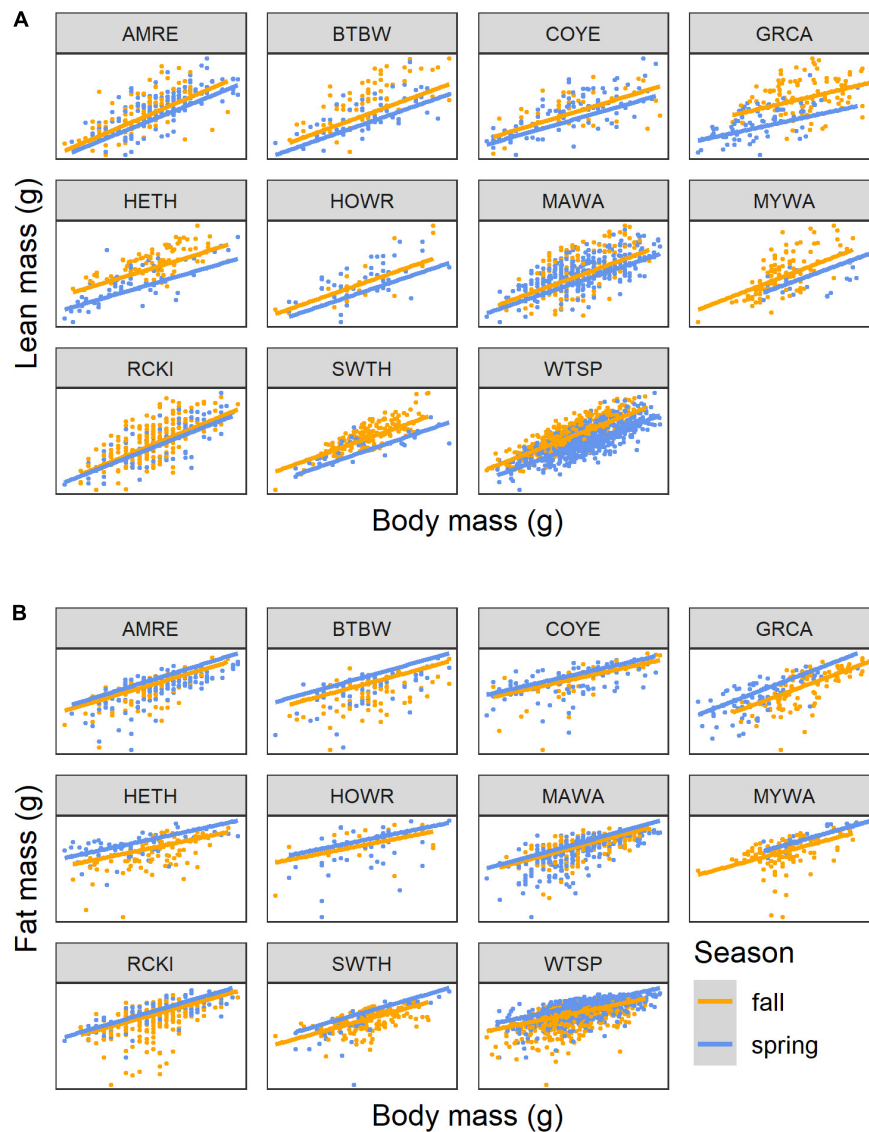 A
AMRE BTBW COYE GRCA
HETH HOWR MAWA MYWA
RCKI SWTH WTSP
Lean mass (g)
Body mass (g)
B
AMRE BTBW COYE GRCA
HETH HOWR MAWA MYWA
RCKI SWTH WTSP
Fat mass (g)
Body mass (g)
Season
fall
spring